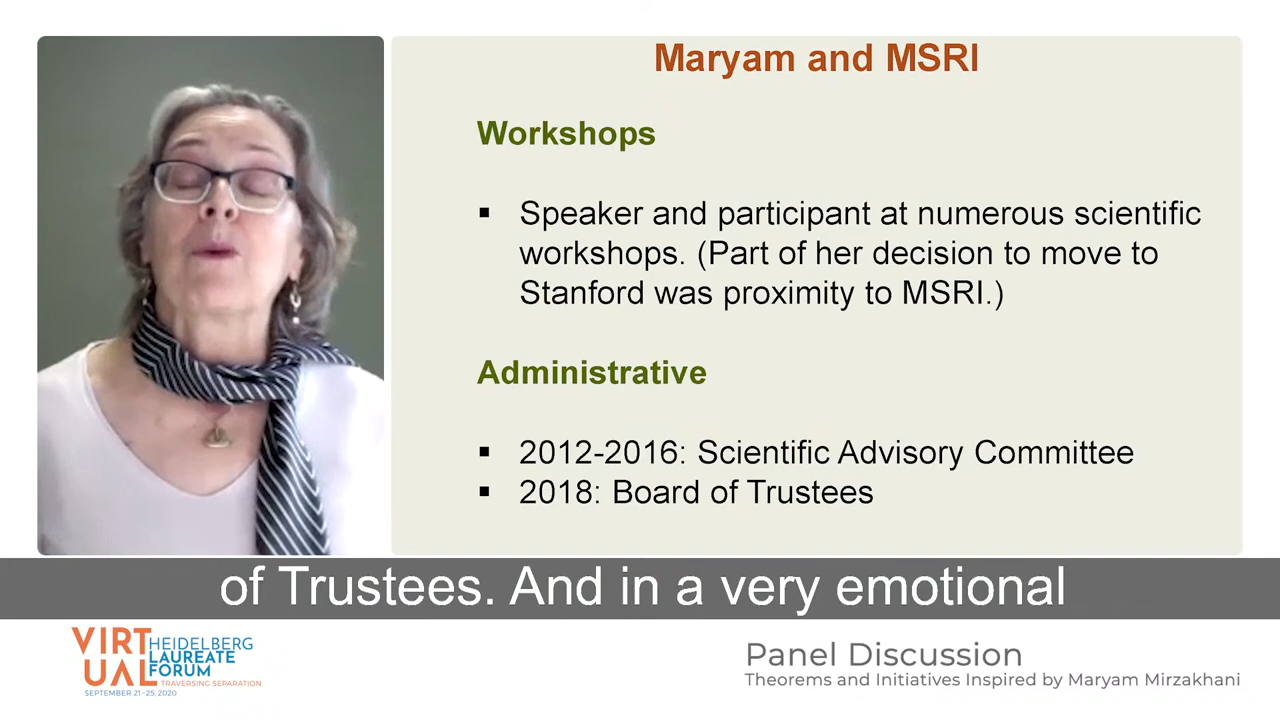 Maryam and MSRI
Workshops
▪ Speaker and participant at numerous scientific
workshops. (Part of her decision to move to
Stanford was proximity to MSRI.)
Administrative
▪ 2012-2016: Scientific Advisory Committee
▪ 2018: Board of Trustees
of Trustees. And in a very emotional
VIRT
UAL
HEIDELBERG
LAUREATE
FORUM
TRAVERSING SEPARATION
SEPTEMBER 21–25, 2020
Panel Discussion
Theorems and Initiatives Inspired by Maryam Mirzakhani